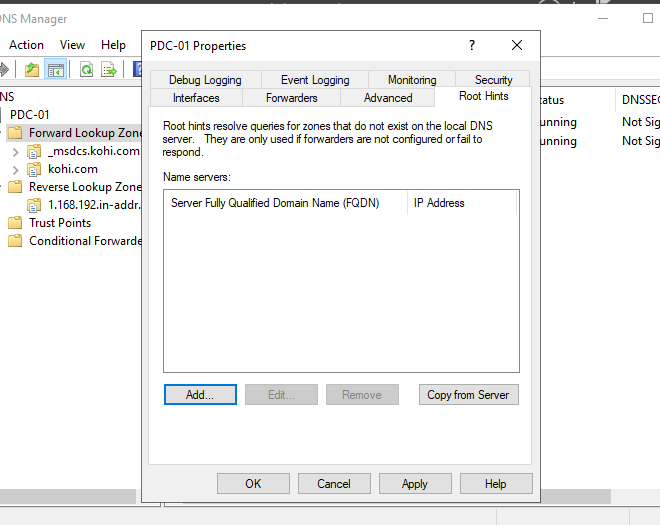 DNS Manager
Action View Help
NS
PDC-01
Forward Lookup Zone
_msdcs.kohi.com
kohi.com
Reverse Lookup Zone
1.168.192.in-addr.
Trust Points
Conditional Forwarde
PDC-01 Properties
Debug Logging Event Logging Monitoring Security
Interfaces Forwarders Advanced Root Hints
Root hints resolve queries for zones that do not exist on the local DNS
server. They are only used if forwarders are not configured or fail to
respond.
Name servers:
Server Fully Qualified Domain Name (FQDN) IP Address
Add... Edit... Remove Copy from Server
OK Cancel Apply Help
tatus DNSSEC
unning Not Sig
unning Not Sig